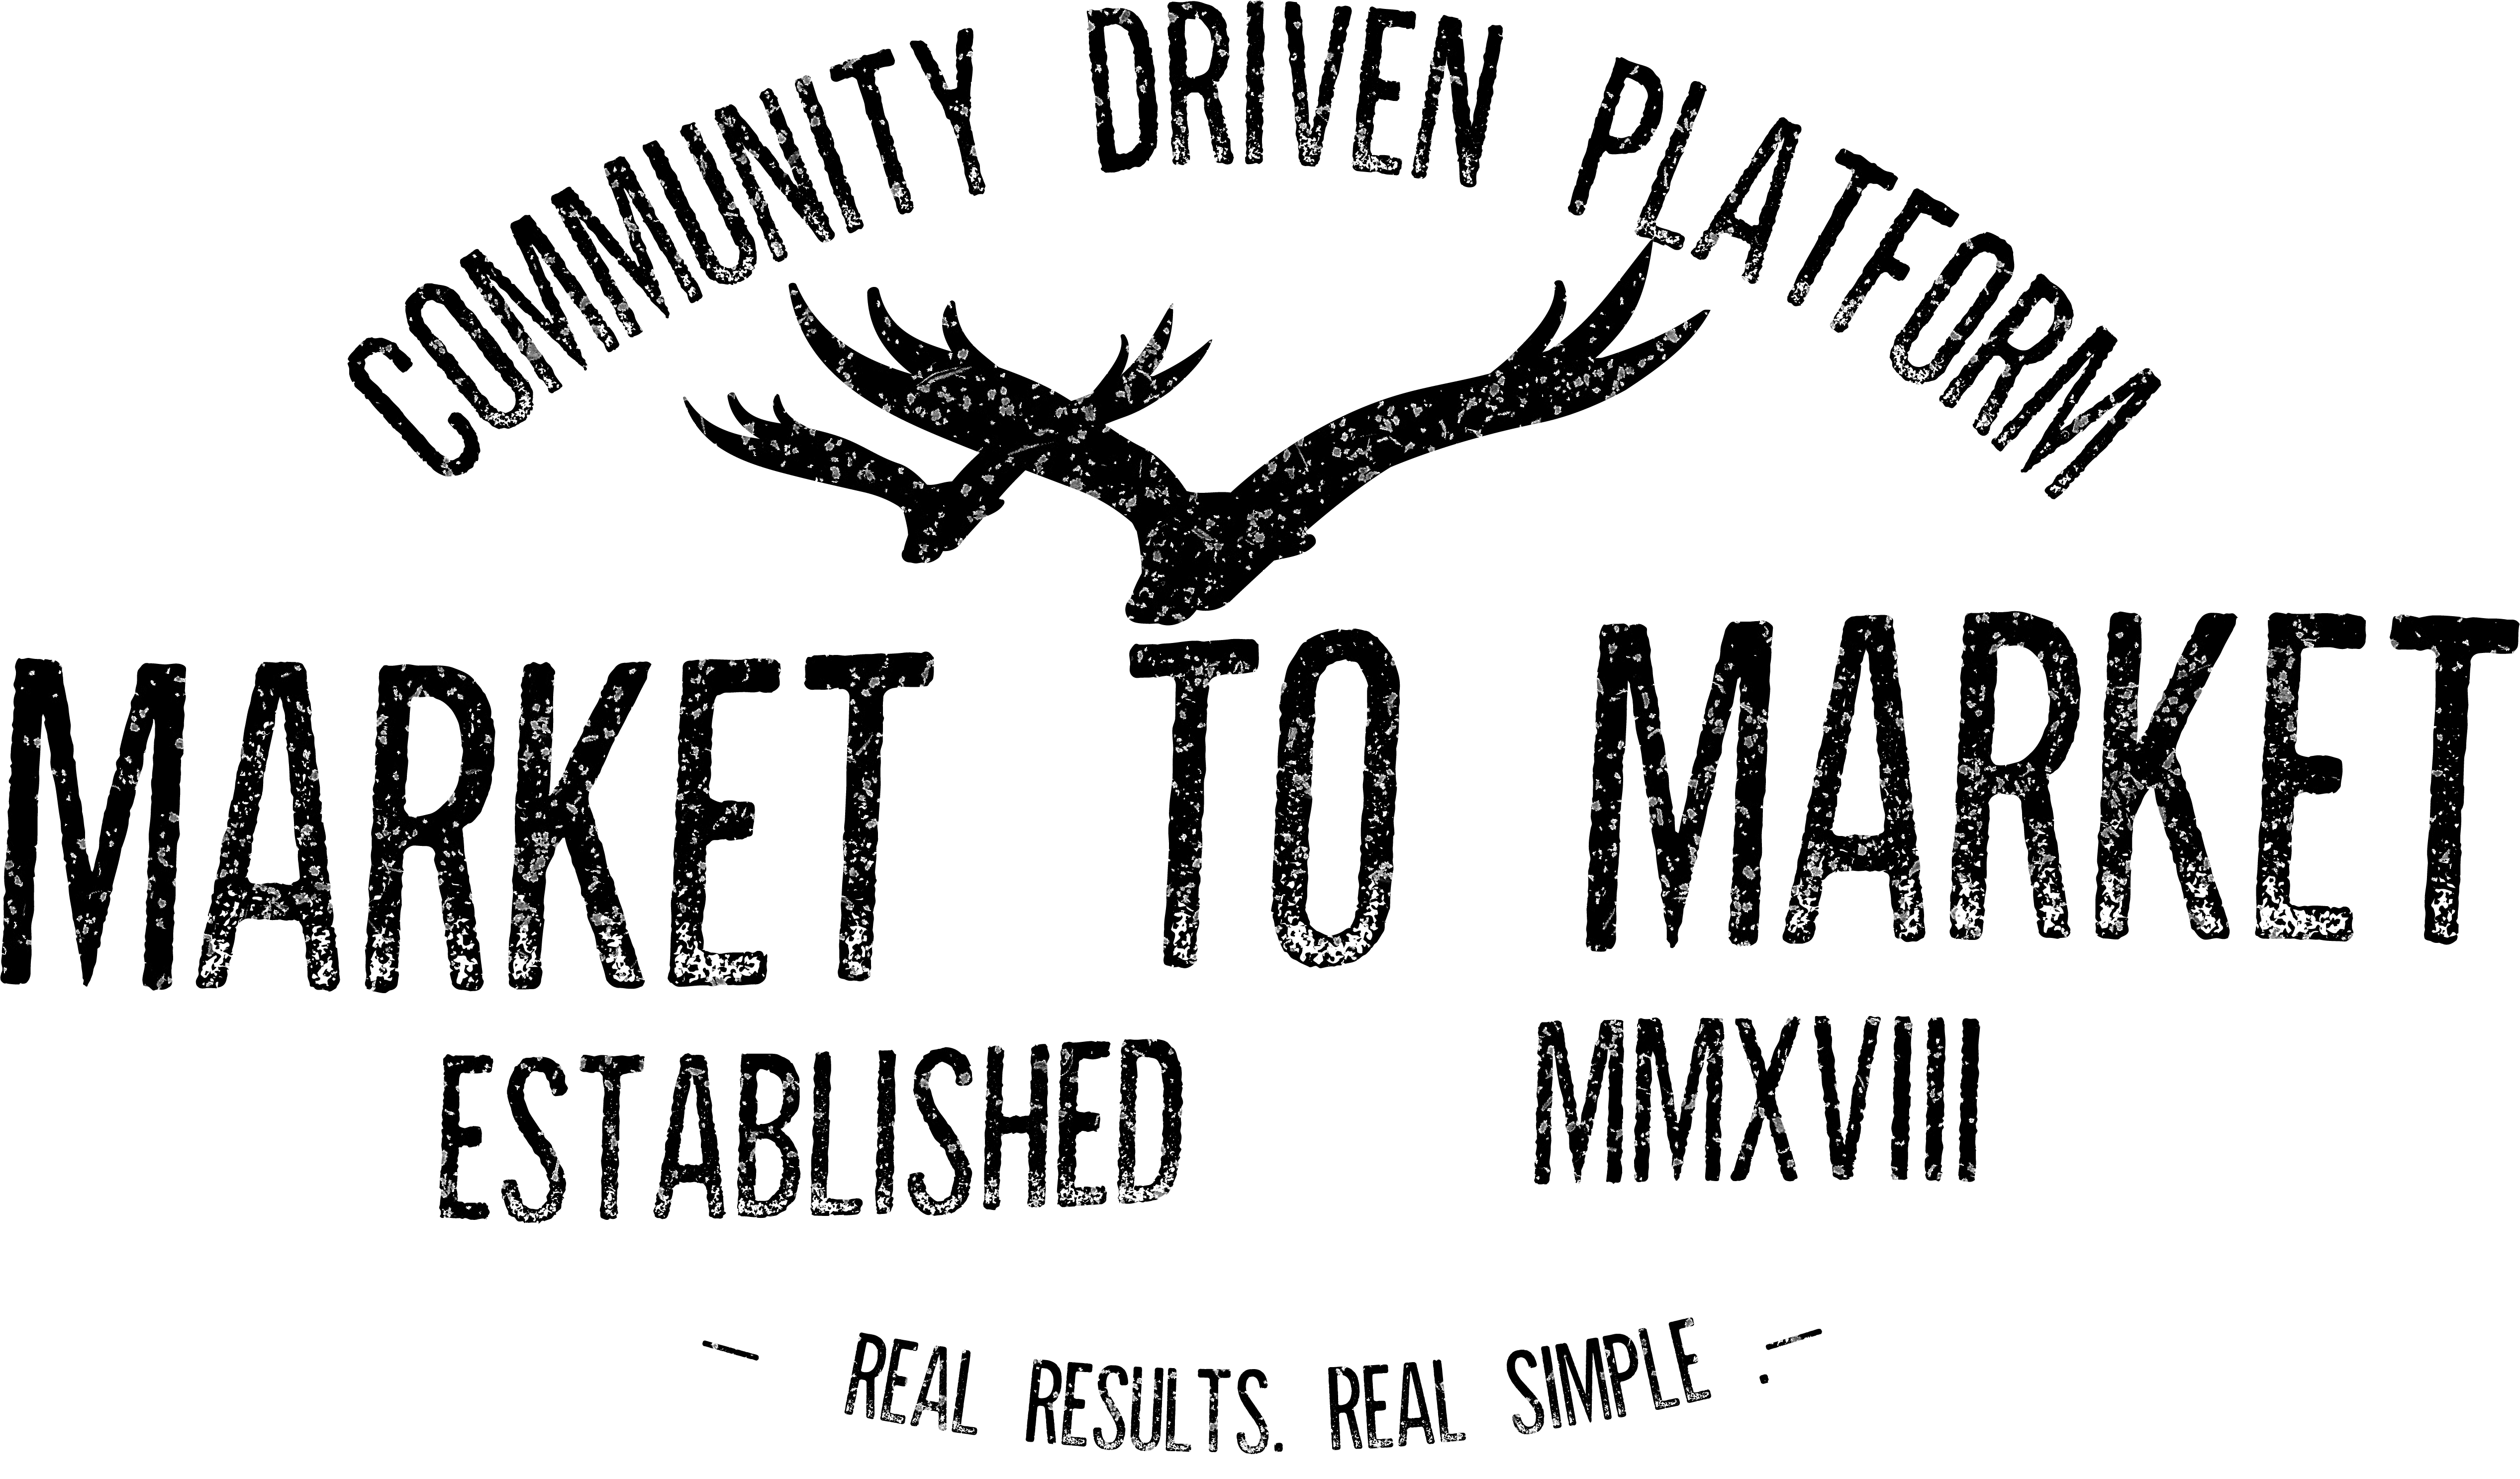 COMMUNITY DRIVEN PLATFORM
MARKET TO MARKET
ESTABLISHED MMXVIII
— REAL RESULTS. REAL SIMPLE . —